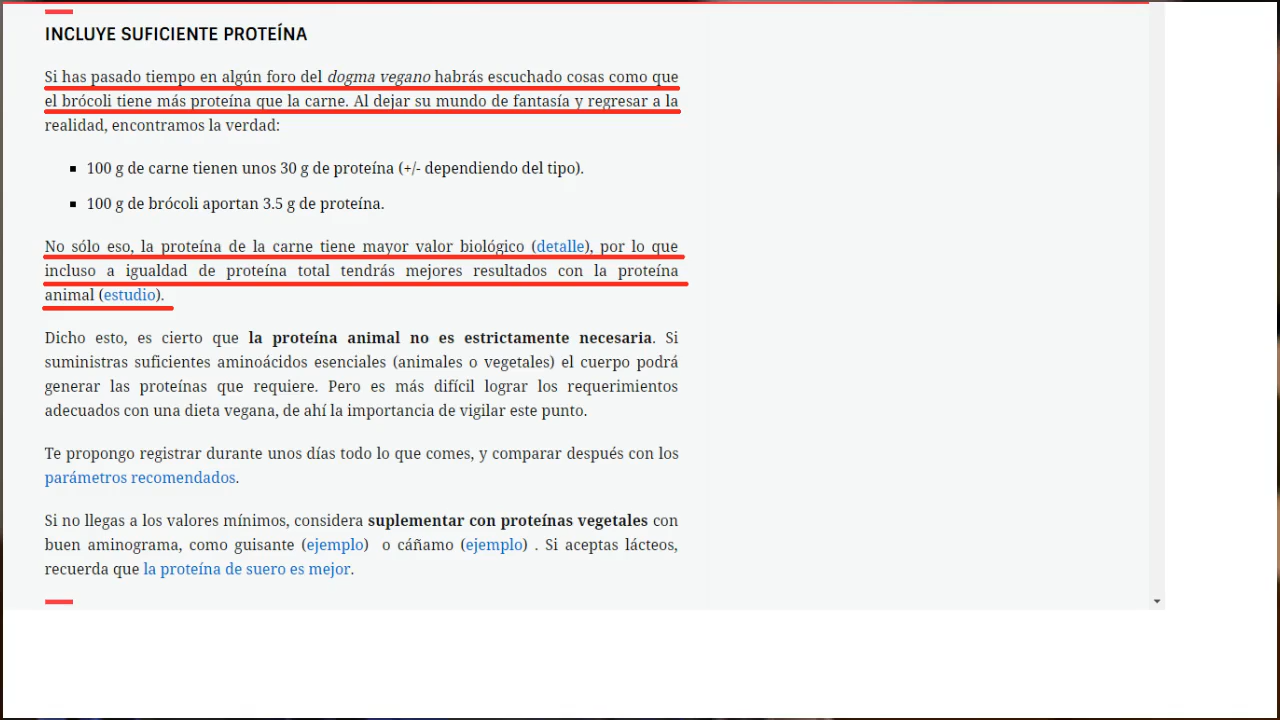 INCLUYE SUFICIENTE PROTEÍNA
Si has pasado tiempo en algún foro del dogma vegano habrás escuchado cosas como que
el brócoli tiene más proteína que la carne. Al dejar su mundo de fantasía y regresar a la
realidad, encontramos la verdad:
▪ 100 g de carne tienen unos 30 g de proteína (+/- dependiendo del tipo).
▪ 100 g de brócoli aportan 3.5 g de proteína.
No sólo eso, la proteína de la carne tiene mayor valor biológico (detalle), por lo que
incluso a igualdad de proteína total tendrás mejores resultados con la proteína
animal (estudio).
Dicho esto, es cierto que la proteína animal no es estrictamente necesaria. Si
suministras suficientes aminoácidos esenciales (animales o vegetales) el cuerpo podrá
generar las proteínas que requiere. Pero es más difícil lograr los requerimientos
adecuados con una dieta vegana, de ahí la importancia de vigilar este punto.
Te propongo registrar durante unos días todo lo que comes, y comparar después con los
parámetros recomendados.
Si no llegas a los valores mínimos, considera suplementar con proteínas vegetales con
buen aminograma, como guisante (ejemplo)  o cáñamo (ejemplo) . Si aceptas lácteos,
recuerda que la proteína de suero es mejor.